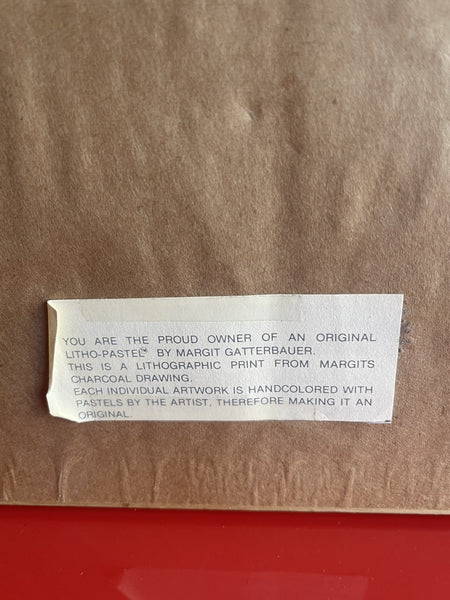 YOU ARE THE PROUD OWNER OF AN ORIGINAL
LITHO-PASTEL* BY MARGIT GATTERBAUER.
THIS IS A LITHOGRAPHIC PRINT FROM MARGITS
CHARCOAL DRAWING.
EACH INDIVIDUAL ARTWORK IS HANDCOLORED WITH
PASTELS BY THE ARTIST, THEREFORE MAKING IT AN
ORIGINAL.